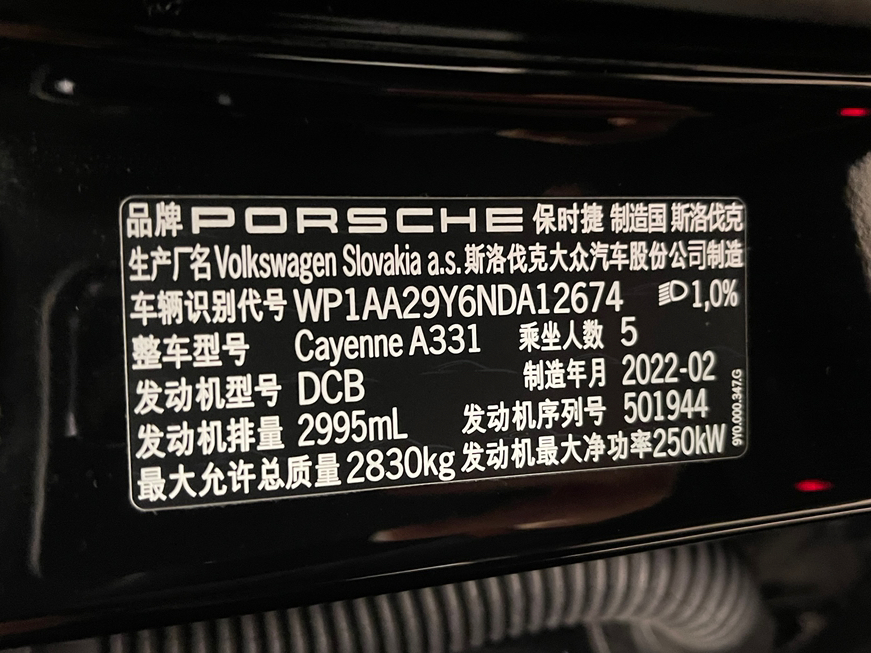 品牌 PORSCHE 保时捷 制造国 斯洛伐克
生产厂名 Volkswagen Slovakia a.s. 斯洛伐克大众汽车股份公司制造
车辆识别代号 WP1AA29Y6NDA12674 1,0%
整车型号 Cayenne A331 乘坐人数 5
发动机型号 DCB 制造年月 2022-02
发动机排量 2995mL 发动机序列号 501944
最大允许总质量 2830kg 发动机最大净功率 250kW
9Y0.000.347.G